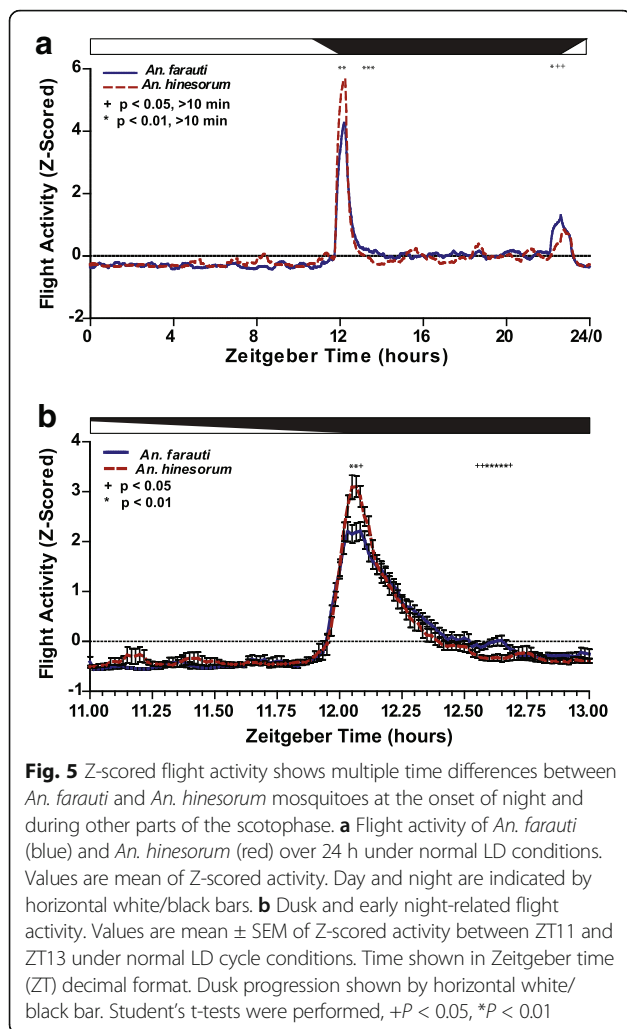 a
6
4
2
0
-2
Flight Activity (Z-Scored)
An. farauti
An. hinesorum
+ p < 0.05, >10 min
* p < 0.01, >10 min
** *** *++
0 4 8 12 16 20 24/0
Zeitgeber Time (hours)
b
4
3
2
1
0
-1
Flight Activity (Z-Scored)
An. farauti
An. hinesorum
+ p < 0.05
* p < 0.01
**+ ++*****+
11.00 11.25 11.50 11.75 12.00 12.25 12.50 12.75 13.00
Zeitgeber Time (hours)
Fig. 5 Z-scored flight activity shows multiple time differences between
An. farauti and An. hinesorum mosquitoes at the onset of night and
during other parts of the scotophase. a Flight activity of An. farauti
(blue) and An. hinesorum (red) over 24 h under normal LD conditions.
Values are mean of Z-scored activity. Day and night are indicated by
horizontal white/black bars. b Dusk and early night-related flight
activity. Values are mean ± SEM of Z-scored activity between ZT11 and
ZT13 under normal LD cycle conditions. Time shown in Zeitgeber time
(ZT) decimal format. Dusk progression shown by horizontal white/
black bar. Student's t-tests were performed, +P < 0.05, *P < 0.01